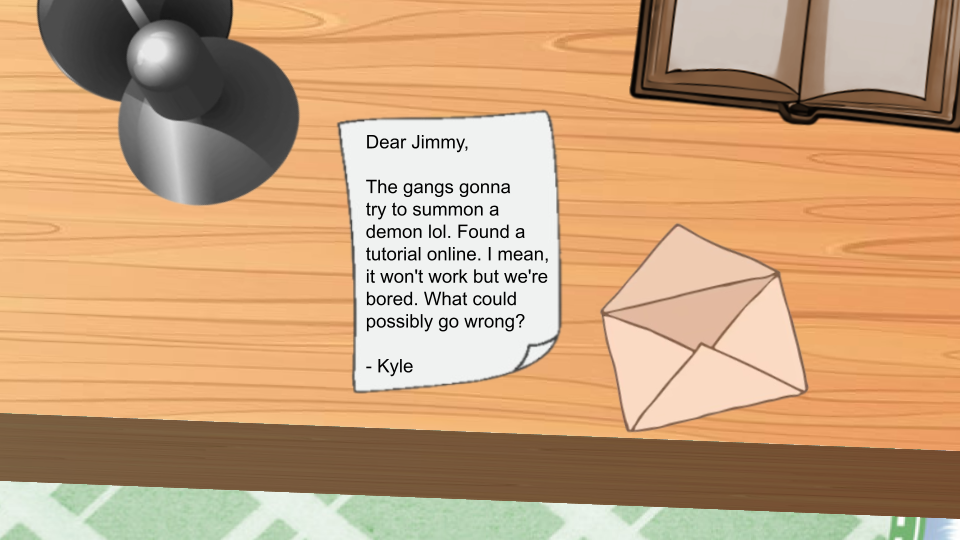 Dear Jimmy,
The gangs gonna
try to summon a
demon lol. Found a
tutorial online. I mean,
it won't work but we're
bored. What could
possibly go wrong?
- Kyle